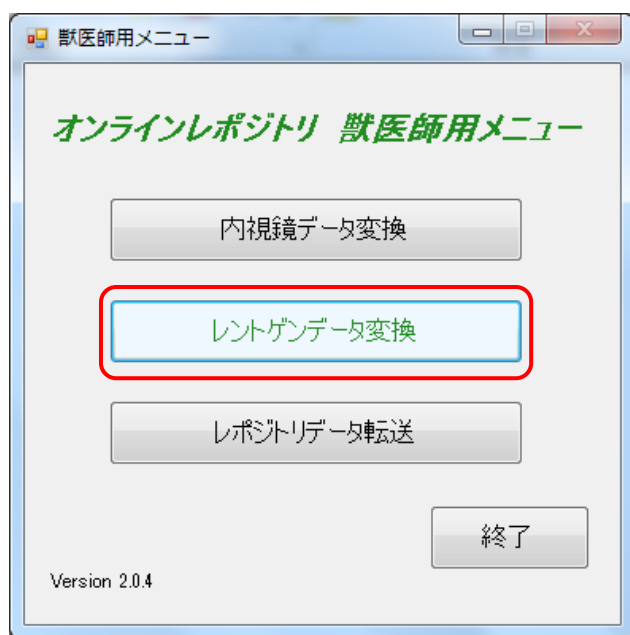 獣医師用メニュー
オンラインレポジトリ 獣医師用メニュー
内視鏡データ変換
レントゲンデータ変換
レポジトリデータ転送
終了
Version 2.0.4